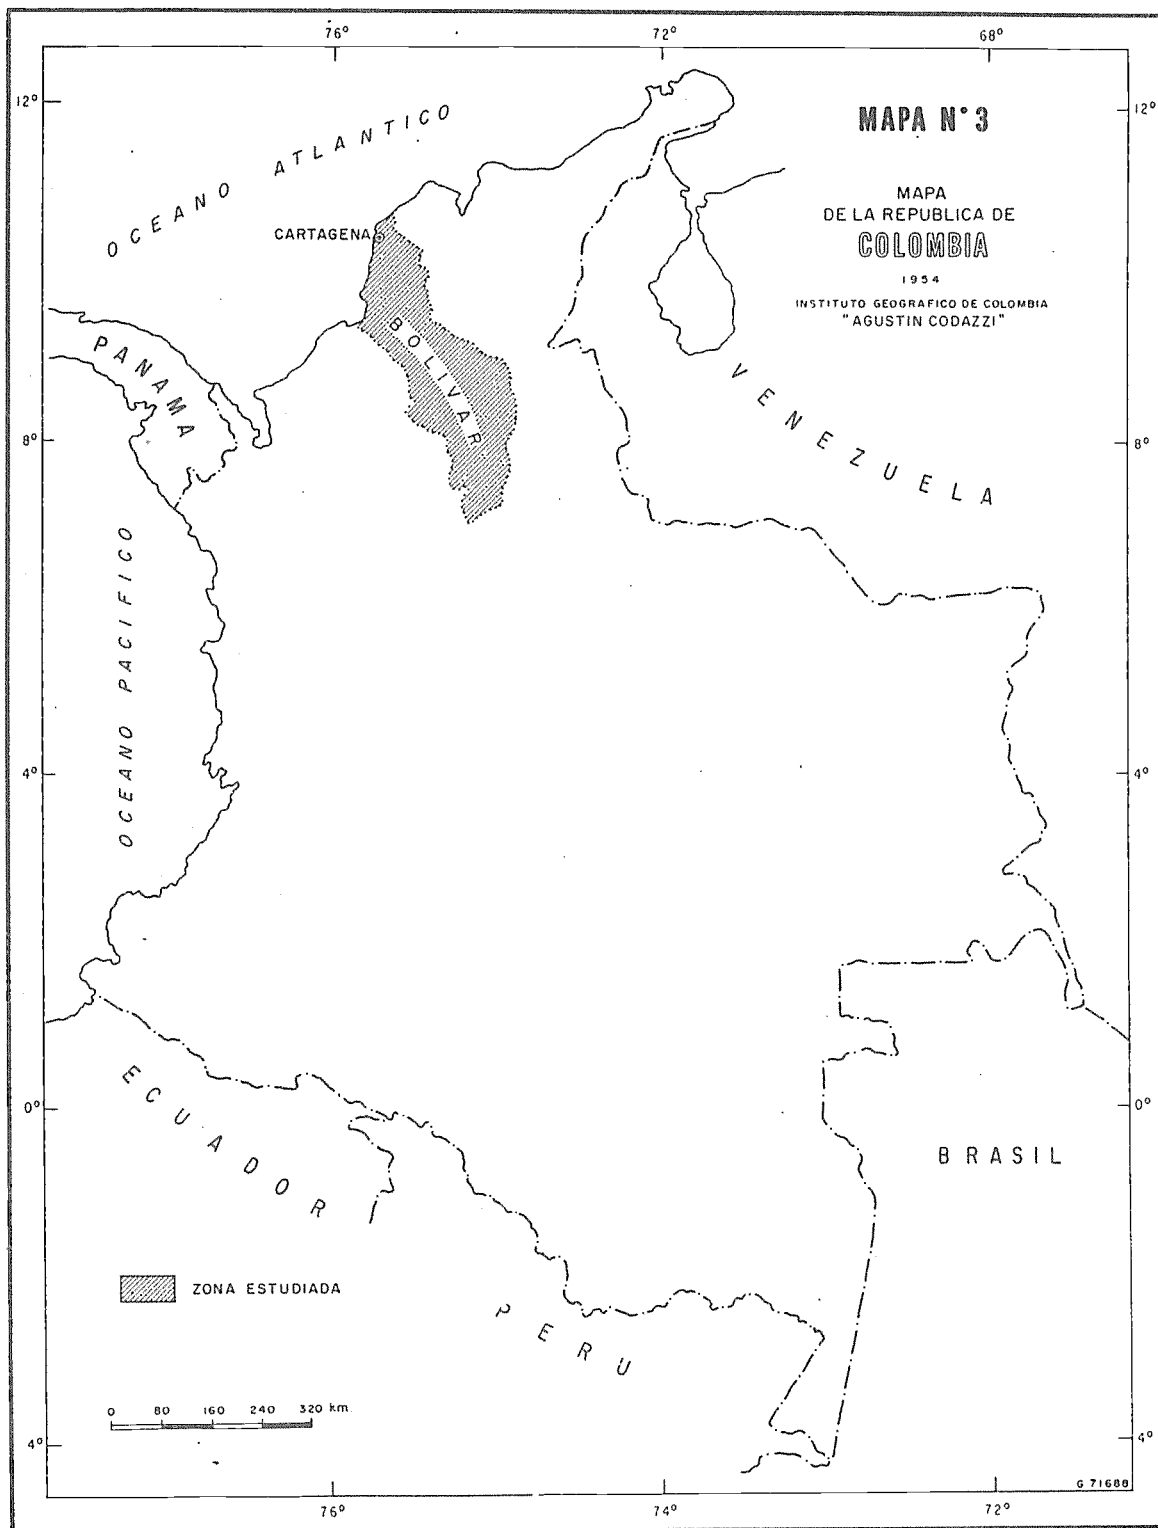 76°
72°
68°
12°
12°
MAPA N° 3
OCEANO ATLANTICO
MAPA
DE LA REPUBLICA DE
COLOMBIA
1954
INSTITUTO GEOGRAFICO DE COLOMBIA
"AGUSTIN CODAZZI"
CARTAGENA
BOLIVAR
PANAMA
VENEZUELA
8°
8°
OCEANO PACIFICO
4°
4°
ECUADOR
0°
0°
BRASIL
ZONA ESTUDIADA
PERU
0 80 160 240 320 km.
4°
4°
G 71688
76°
74°
72°